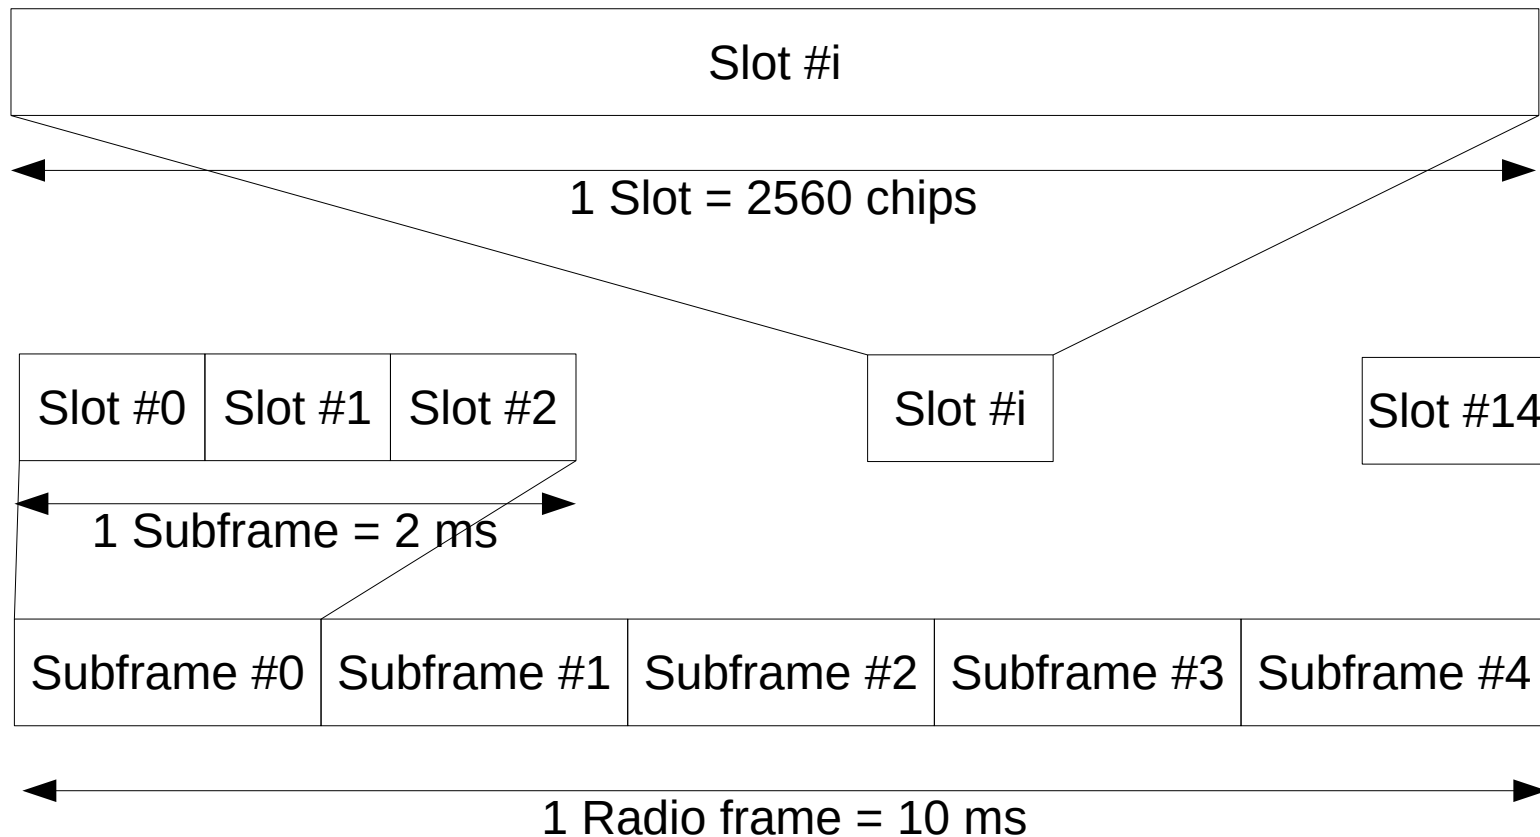 Slot #i
1 Slot = 2560 chips
Slot #0 Slot #1 Slot #2 Slot #i Slot #14
1 Subframe = 2 ms
Subframe #0 Subframe #1 Subframe #2 Subframe #3 Subframe #4
1 Radio frame = 10 ms